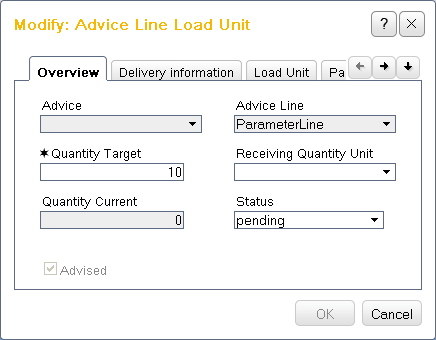 Modify: Advice Line Load Unit ? ×
Overview Delivery information Load Unit Pa
Advice Advice Line
ParameterLine
✶Quantity Target Receiving Quantity Unit
10
Quantity Current Status
0 pending
Advised
OK Cancel